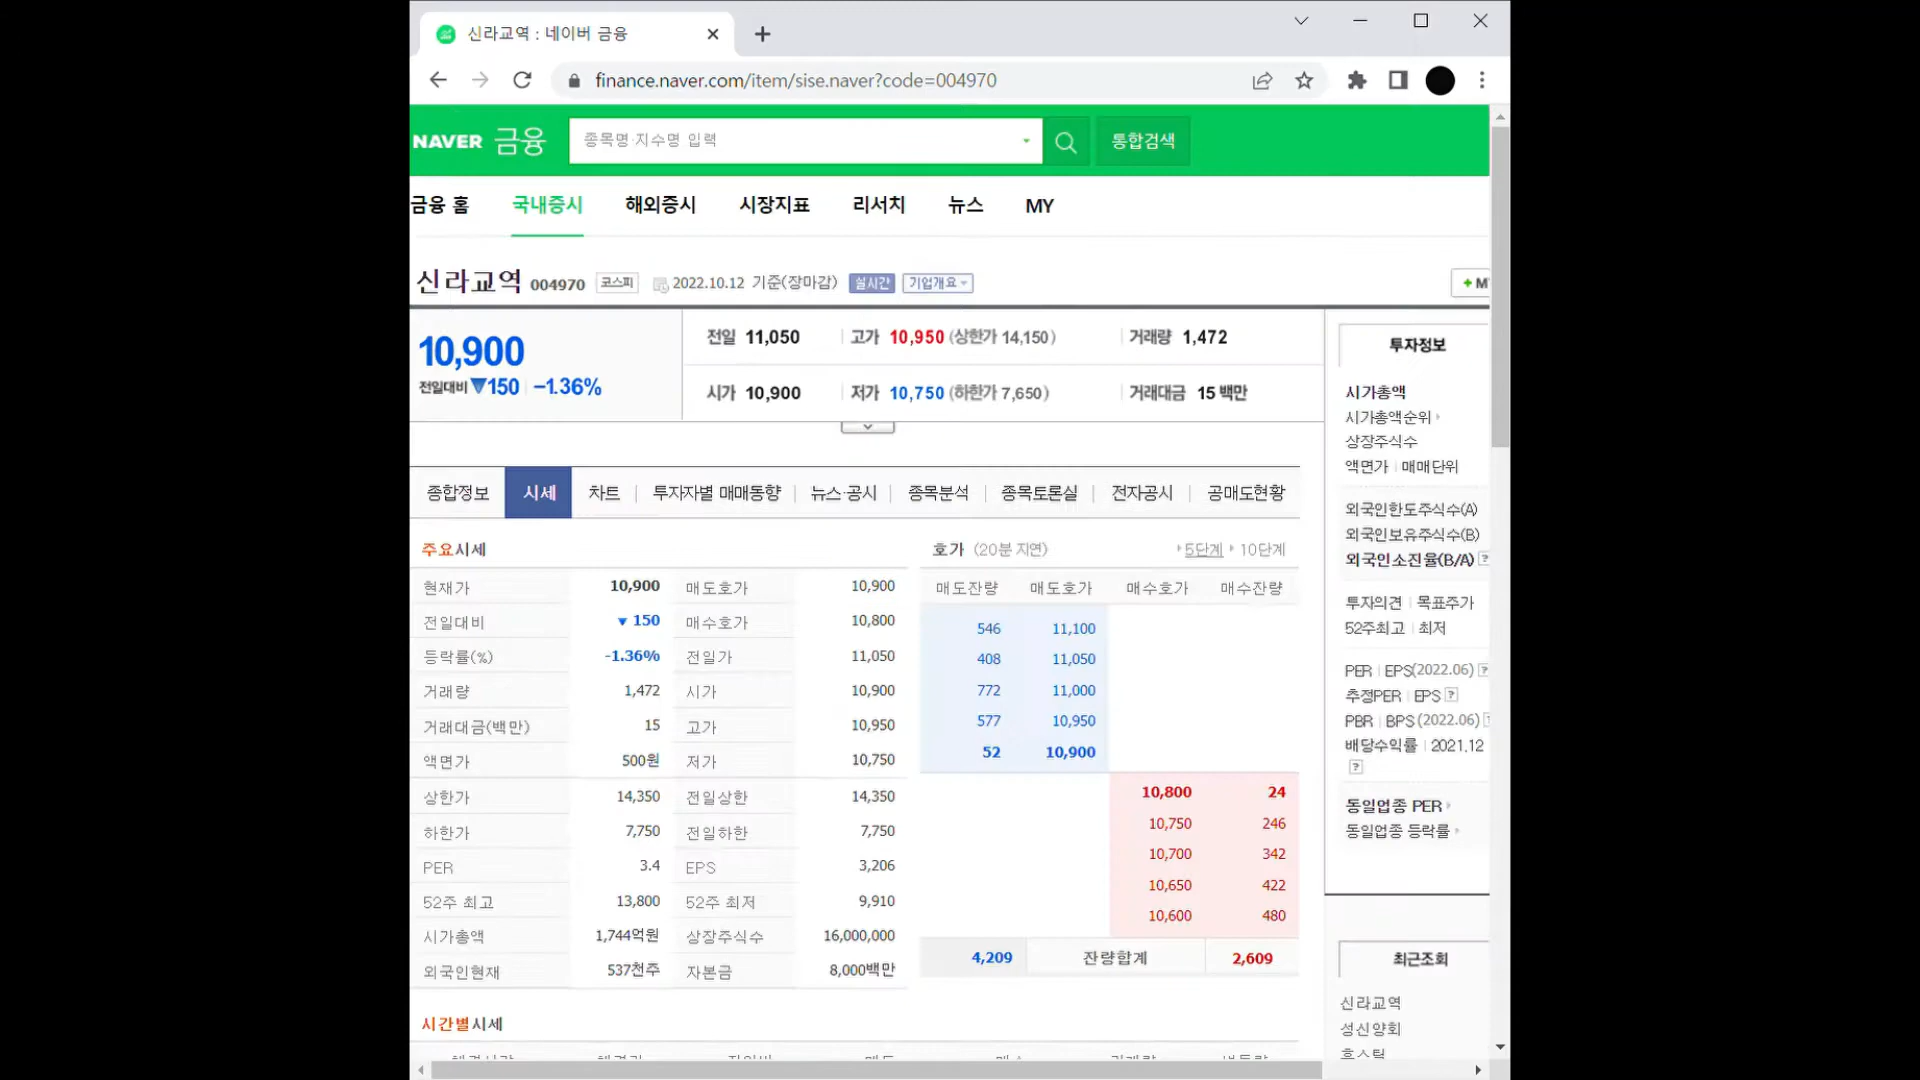 신라교역 : 네이버 금융
finance.naver.com/item/sise.naver?code=004970
NAVER 금융
종목명·지수명 입력
통합검색
금융 홈 국내증시 해외증시 시장지표 리서치 뉴스 MY
신라교역 004970 코스피 2022.10.12 기준(장마감) 실시간 기업개요
+ M
10,900
전일대비 ▼150 -1.36%
전일 11,050 고가 10,950 (상한가 14,150) 거래량 1,472
시가 10,900 저가 10,750 (하한가 7,650) 거래대금 15 백만
종합정보 시세 차트 투자자별 매매동향 뉴스·공시 종목분석 종목토론실 전자공시 공매도현황
주요시세
현재가 10,900 매도호가 10,900
전일대비 ▼ 150 매수호가 10,800
등락률(%) -1.36% 전일가 11,050
거래량 1,472 시가 10,900
거래대금(백만) 15 고가 10,950
액면가 500원 저가 10,750
상한가 14,350 전일상한 14,350
하한가 7,750 전일하한 7,750
PER 3.4 EPS 3,206
52주 최고 13,800 52주 최저 9,910
시가총액 1,744억원 상장주식수 16,000,000
외국인현재 537천주 자본금 8,000백만
호가 (20분 지연) 5단계 10단계
매도잔량 매도호가 매수호가 매수잔량
546 11,100
408 11,050
772 11,000
577 10,950
52 10,900
10,800 24
10,750 246
10,700 342
10,650 422
10,600 480
4,209 잔량합계 2,609
시간별시세
투자정보
시가총액
시가총액순위
상장주식수
액면가 | 매매단위
외국인한도주식수(A)
외국인보유주식수(B)
외국인소진율(B/A) ?
투자의견 | 목표주가
52주최고 | 최저
PER | EPS(2022.06) ?
추정PER | EPS ?
PBR | BPS (2022.06) ?
배당수익률 | 2021.12
?
동일업종 PER
동일업종 등락률
최근조회
신라교역
성신양회